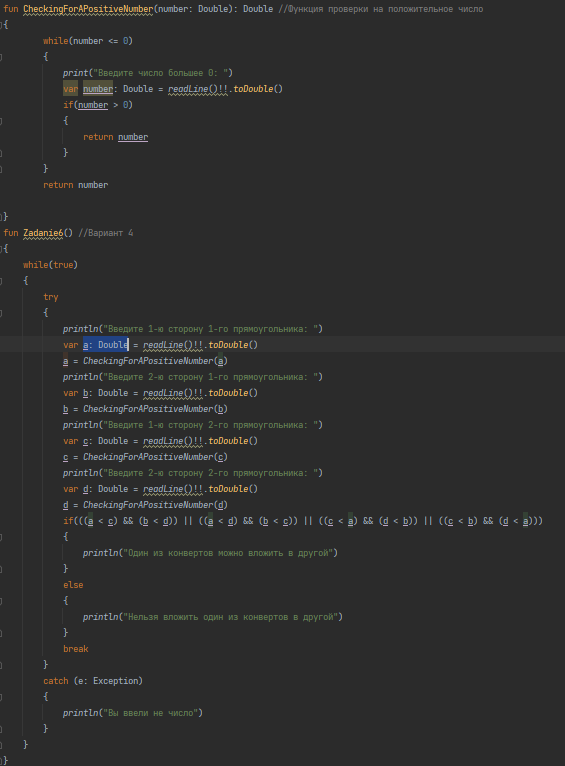 fun CheckingForAPositiveNumber(number: Double): Double //Функция проверки на положительное число
{
while(number <= 0)
{
print("Введите число большее 0: ")
var number: Double = readLine()!!.toDouble()
if(number > 0)
{
return number
}
}
return number
}
fun Zadanie6() //Вариант 4
{
while(true)
{
try
{
println("Введите 1-ю сторону 1-го прямоугольника: ")
var a: Double = readLine()!!.toDouble()
a = CheckingForAPositiveNumber(a)
println("Введите 2-ю сторону 1-го прямоугольника: ")
var b: Double = readLine()!!.toDouble()
b = CheckingForAPositiveNumber(b)
println("Введите 1-ю сторону 2-го прямоугольника: ")
var c: Double = readLine()!!.toDouble()
c = CheckingForAPositiveNumber(c)
println("Введите 2-ю сторону 2-го прямоугольника: ")
var d: Double = readLine()!!.toDouble()
d = CheckingForAPositiveNumber(d)
if(((a < c) && (b < d)) || ((a < d) && (b < c)) || ((c < a) && (d < b)) || ((c < b) && (d < a)))
{
println("Один из конвертов можно вложить в другой")
}
else
{
println("Нельзя вложить один из конвертов в другой")
}
break
}
catch (e: Exception)
{
println("Вы ввели не число")
}
}
}